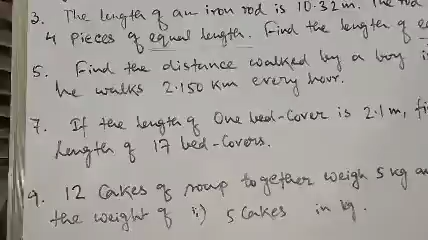 3. The length of an iron rod is 10.32 m. The rod
4 pieces of equal length. Find the length of
5. Find the distance walked by a boy
he walks 2.150 km every hour.
7. If the length of One bed-Cover is 2.1 m,
length of 17 bed-Covers.
9. 12 Cakes of soap together weigh 5 kg
the weight of i) 5 Cakes in kg.